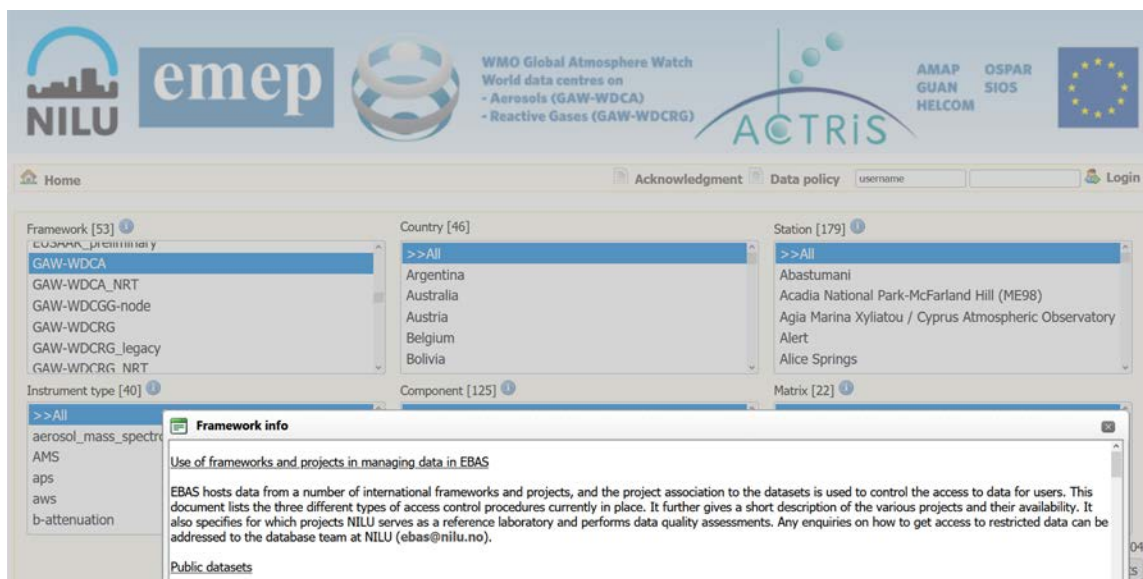 NILU
emep
WMO Global Atmosphere Watch
World data centres on
- Aerosols (GAW-WDCA)
- Reactive Gases (GAW-WDCRG)
ACTRiS
AMAP OSPAR
GUAN SIOS
HELCOM
Home
Acknowledgment Data policy username Login
Framework [53] Country [46] Station [179]
EUSAAR_preliminary
GAW-WDCA
GAW-WDCA_NRT
GAW-WDCGG-node
GAW-WDCRG
GAW-WDCRG_legacy
GAW-WDCRG_NRT
>>All
Argentina
Australia
Austria
Belgium
Bolivia
>>All
Abastumani
Acadia National Park-McFarland Hill (ME98)
Agia Marina Xyliatou / Cyprus Atmospheric Observatory
Alert
Alice Springs
Instrument type [40] Component [125] Matrix [22]
>>All
aerosol_mass_spectro
AMS
aps
aws
b-attenuation
Framework info
Use of frameworks and projects in managing data in EBAS
EBAS hosts data from a number of international frameworks and projects, and the project association to the datasets is used to control the access to data for users. This
document lists the three different types of access control procedures currently in place. It further gives a short description of the various projects and their availability. It
also specifies for which projects NILU serves as a reference laboratory and performs data quality assessments. Any enquiries on how to get access to restricted data can be
addressed to the database team at NILU (ebas@nilu.no).
Public datasets
04